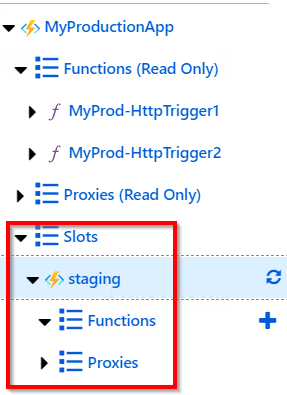 MyProductionApp
Functions (Read Only)
MyProd-HttpTrigger1
MyProd-HttpTrigger2
Proxies (Read Only)
Slots
staging
Functions
Proxies